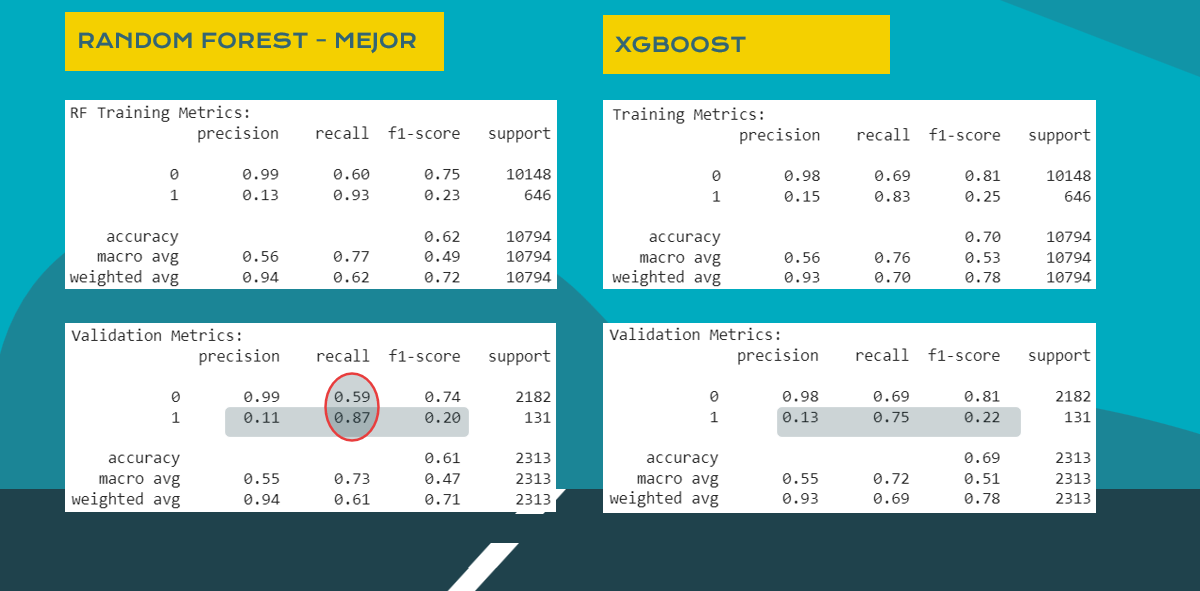 RANDOM FOREST - MEJOR
RF Training Metrics:
precision recall f1-score support
0 0.99 0.60 0.75 10148
1 0.13 0.93 0.23 646
accuracy 0.62 10794
macro avg 0.56 0.77 0.49 10794
weighted avg 0.94 0.62 0.72 10794
Validation Metrics:
precision recall f1-score support
0 0.99 0.59 0.74 2182
1 0.11 0.87 0.20 131
accuracy 0.61 2313
macro avg 0.55 0.73 0.47 2313
weighted avg 0.94 0.61 0.71 2313
XGBOOST
Training Metrics:
precision recall f1-score support
0 0.98 0.69 0.81 10148
1 0.15 0.83 0.25 646
accuracy 0.70 10794
macro avg 0.56 0.76 0.53 10794
weighted avg 0.93 0.70 0.78 10794
Validation Metrics:
precision recall f1-score support
0 0.98 0.69 0.81 2182
1 0.13 0.75 0.22 131
accuracy 0.69 2313
macro avg 0.55 0.72 0.51 2313
weighted avg 0.93 0.69 0.78 2313